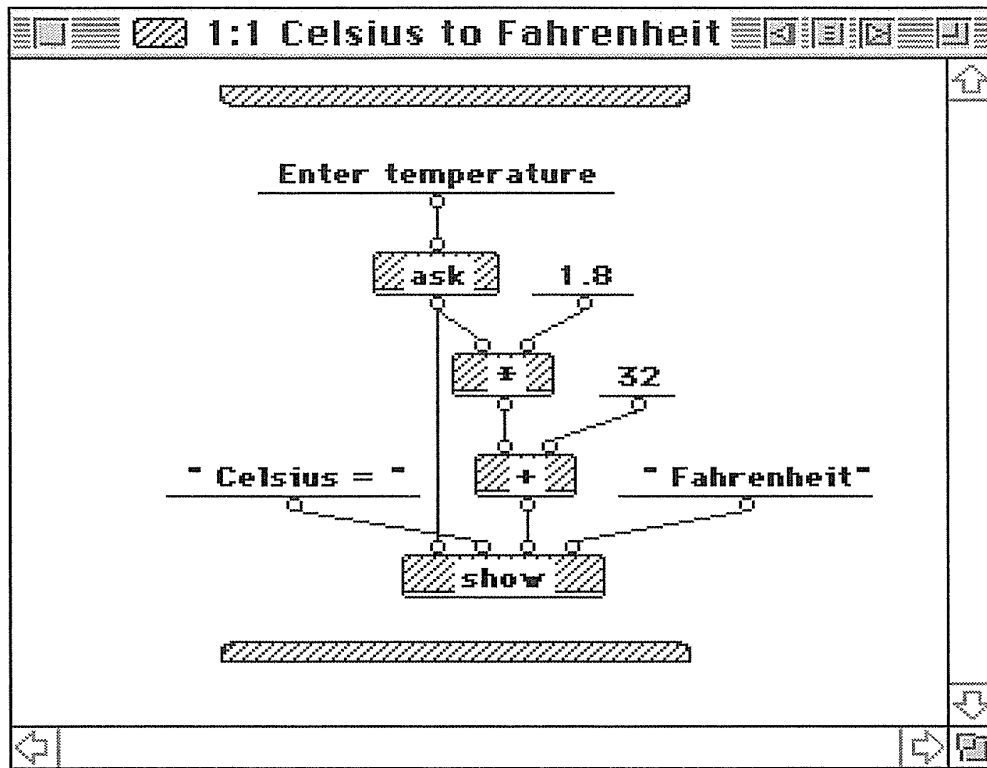 1:1 Celsius to Fahrenheit
Enter temperature
ask
1.8
*
32
+
" Celsius = "
" Fahrenheit"
show